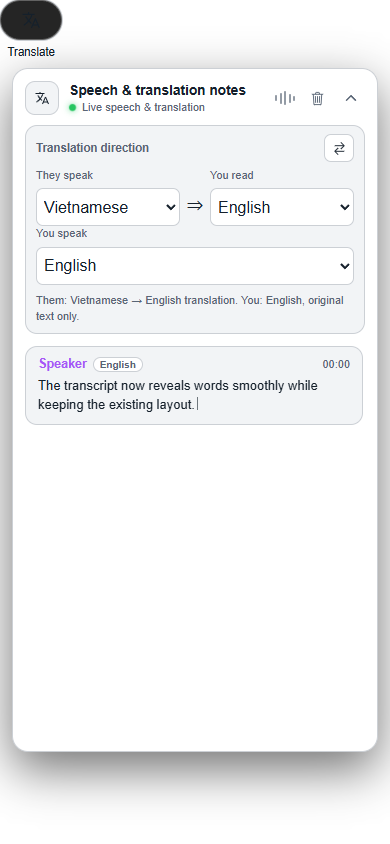 Translate
Speech & translation notes
Live speech & translation
Translation direction
They speak
You read
Vietnamese
⇒
English
You speak
English
Them: Vietnamese → English translation. You: English, original
text only.
Speaker English 00:00
The transcript now reveals words smoothly while
keeping the existing layout.